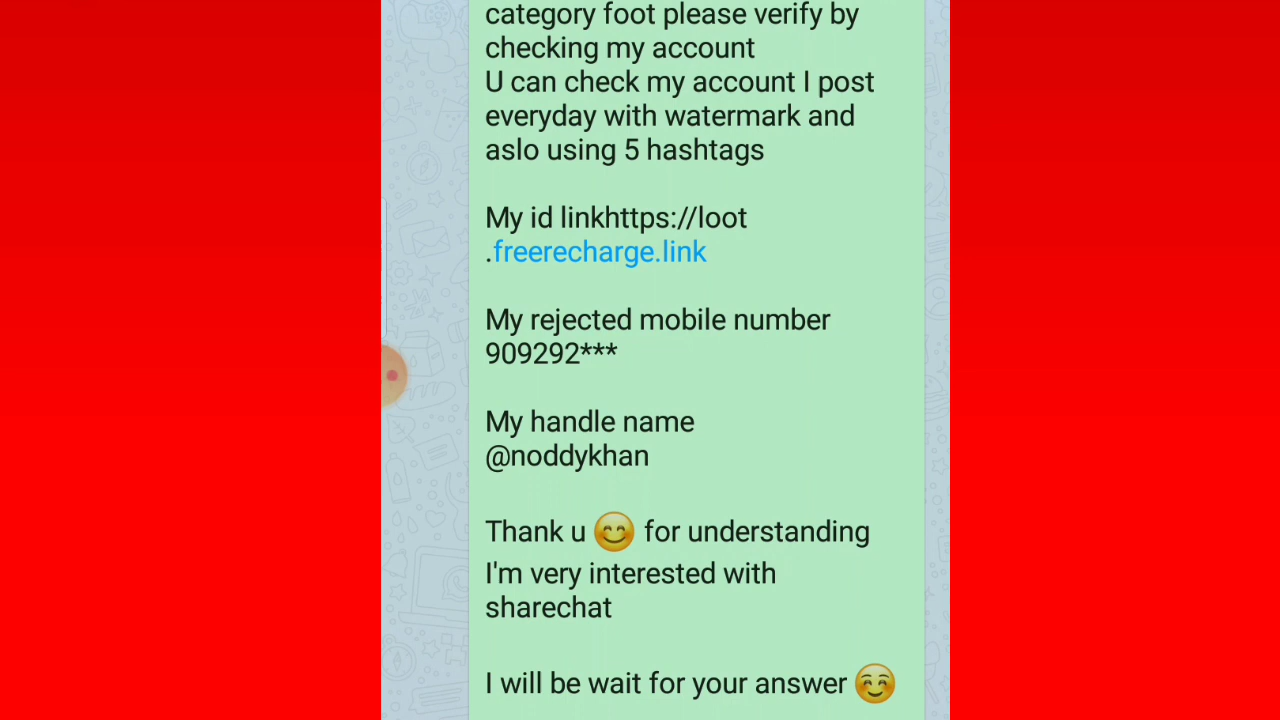 category foot please verify by
checking my account
U can check my account I post
everyday with watermark and
aslo using 5 hashtags
My id linkhttps://loot
.freerecharge.link
My rejected mobile number
909292***
My handle name
@noddykhan
Thank u 😊 for understanding
I'm very interested with
sharechat
I will be wait for your answer ☺️